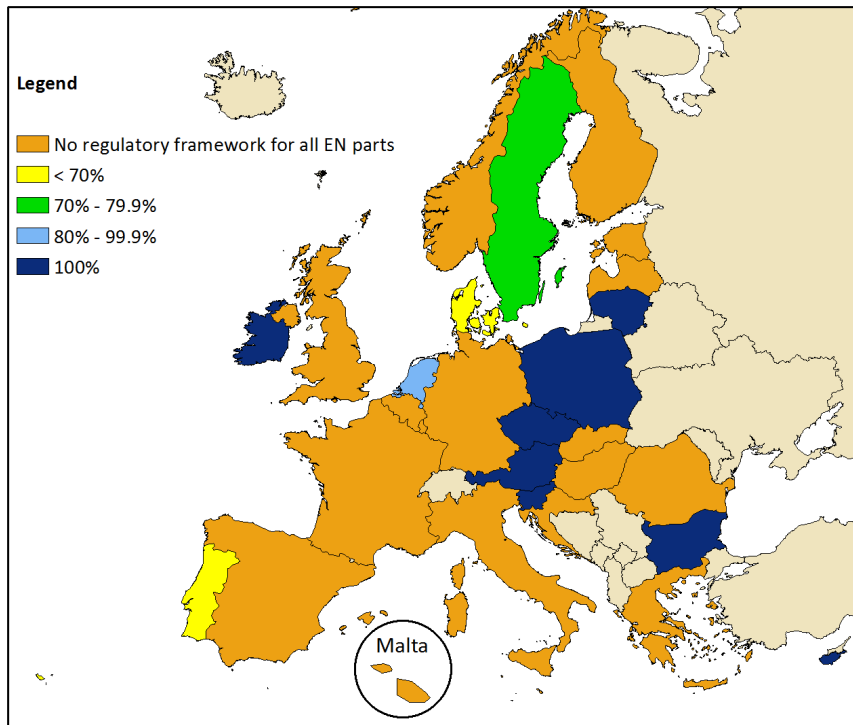 Legend
No regulatory framework for all EN parts
< 70%
70% - 79.9%
80% - 99.9%
100%
Malta